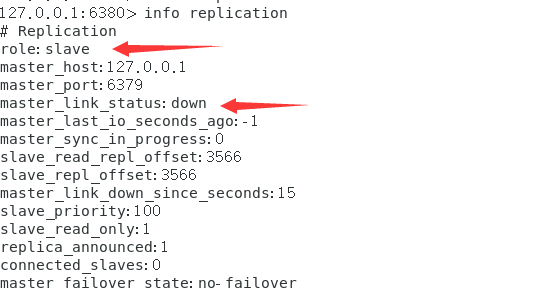 127.0.0.1:6380> info replication
# Replication
role:slave
master_host:127.0.0.1
master_port:6379
master_link_status:down
master_last_io_seconds_ago:-1
master_sync_in_progress:0
slave_read_repl_offset:3566
slave_repl_offset:3566
master_link_down_since_seconds:15
slave_priority:100
slave_read_only:1
replica_announced:1
connected_slaves:0
master_failover_state:no-failover